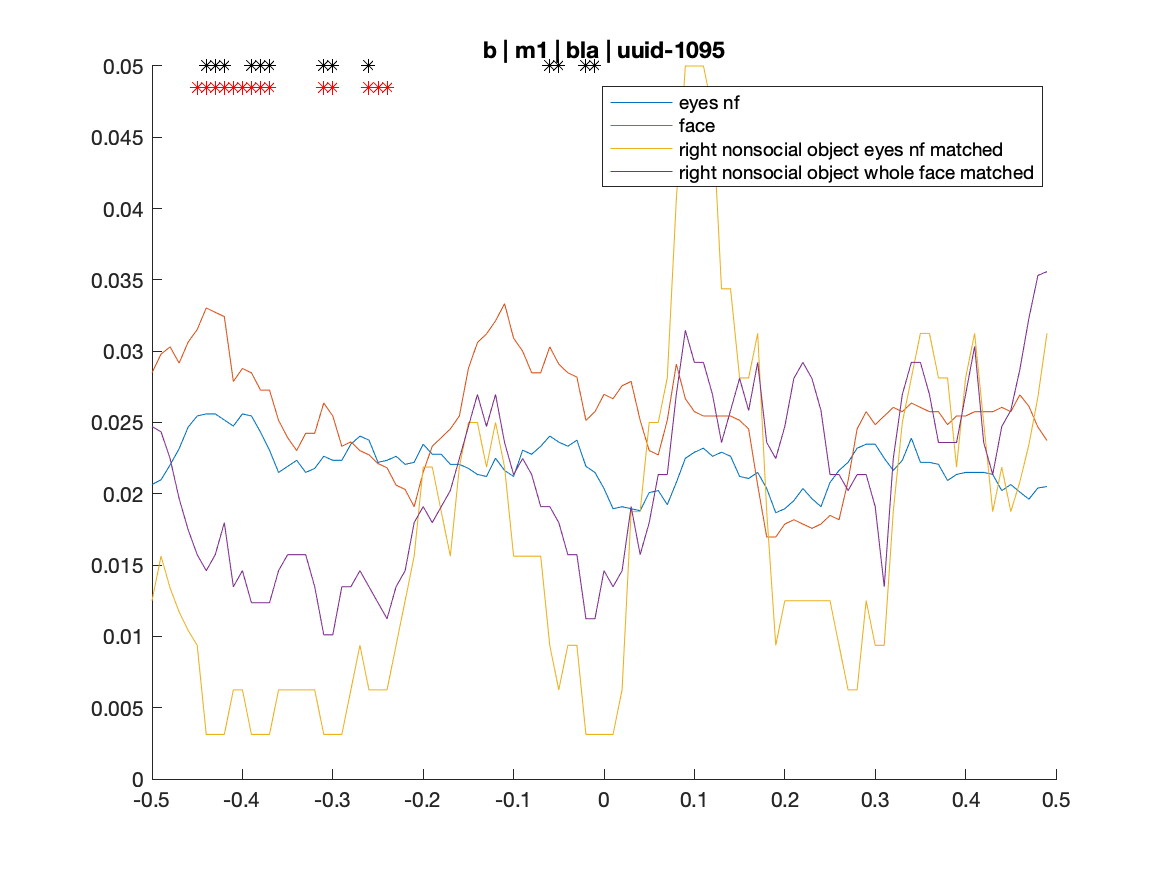 b | m1 | bla | uuid-1095
0.05
0.045
0.04
0.035
0.03
0.025
0.02
0.015
0.01
0.005
0
eyes nf
face
right nonsocial object eyes nf matched
right nonsocial object whole face matched
-0.5 -0.4 -0.3 -0.2 -0.1 0 0.1 0.2 0.3 0.4 0.5